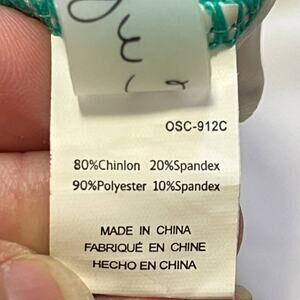 OSC-912C
80%Chinlon 20%Spandex
90%Polyester 10%Spandex
MADE IN CHINA
FABRIQUÉ EN CHINE
HECHO EN CHINA